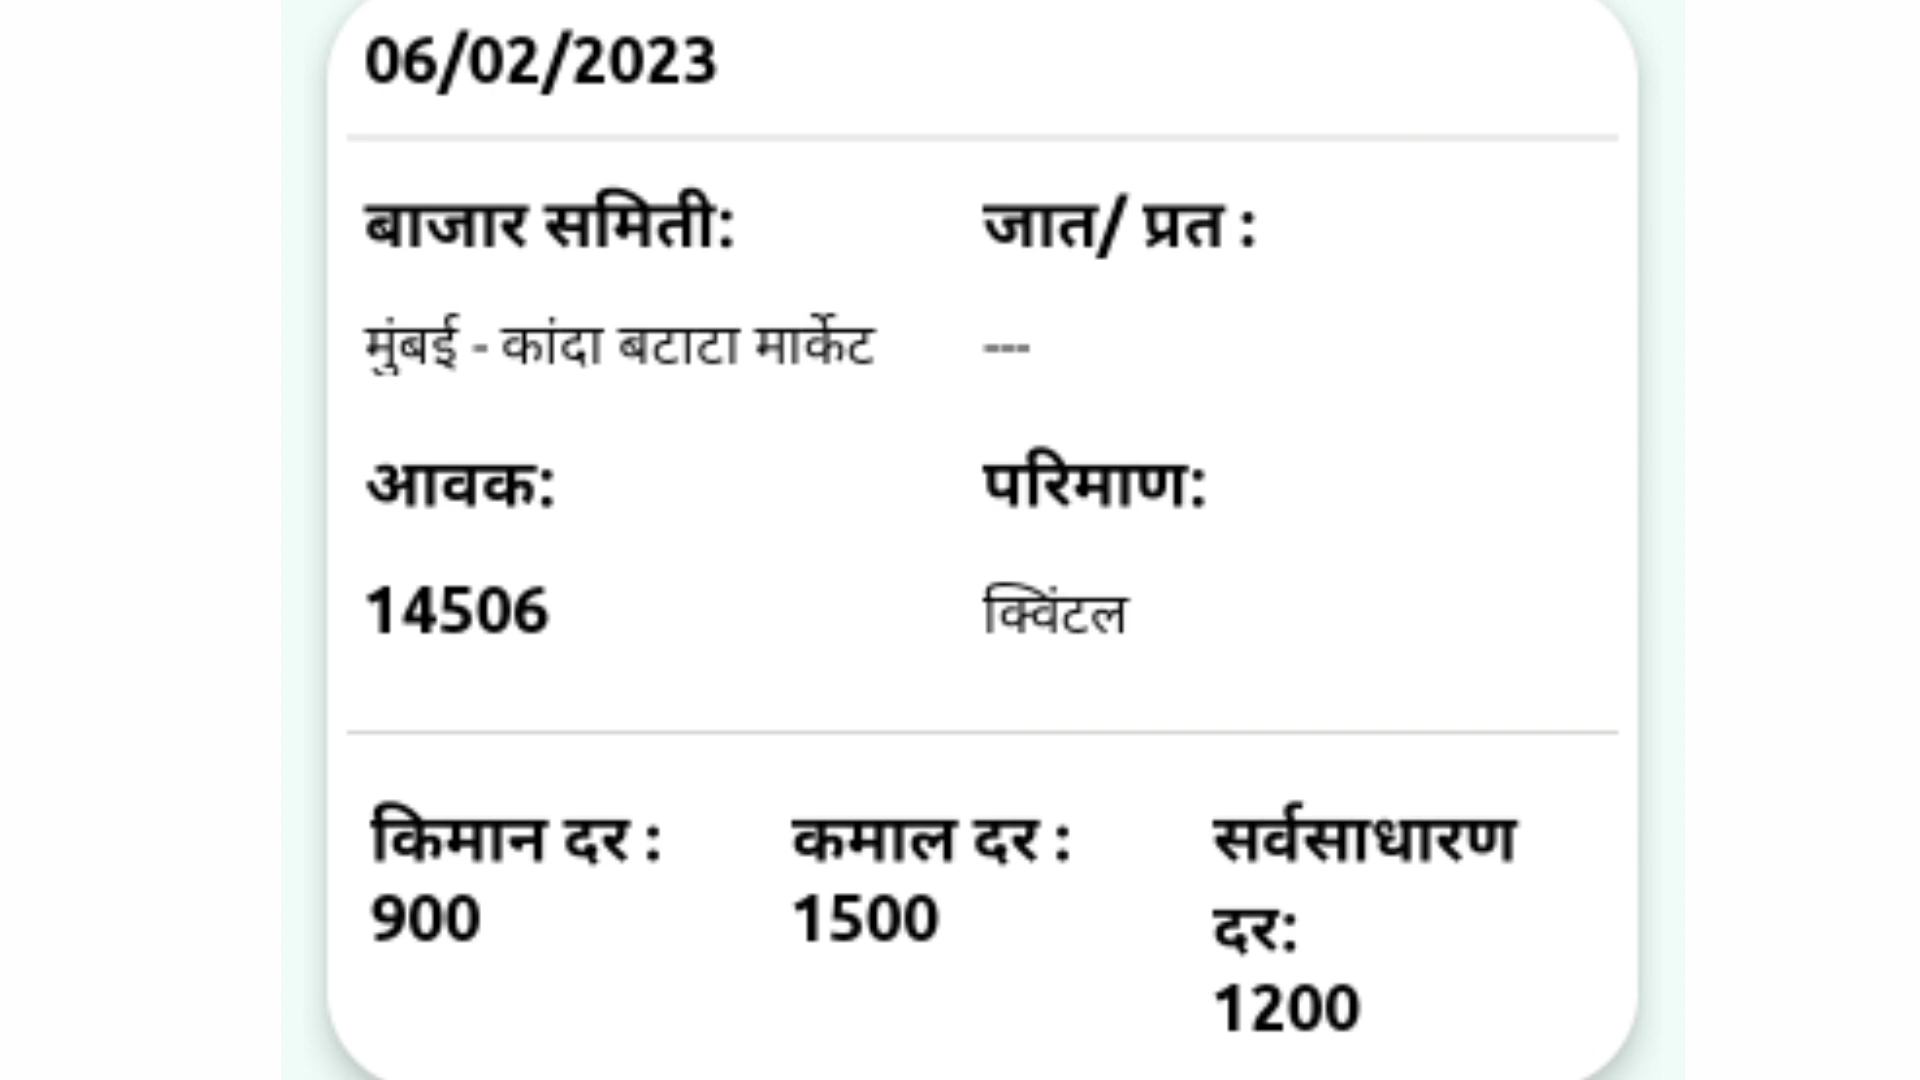 06/02/2023
बाजार समिती: जात/ प्रत :
मुंबई - कांदा बटाटा मार्केट ---
आवक: परिमाण:
14506 क्विंटल
किमान दर : कमाल दर : सर्वसाधारण
900 1500 दर:
1200